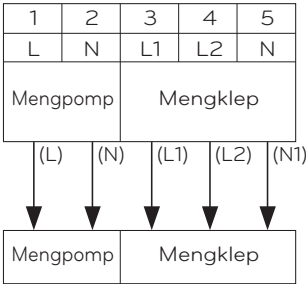 1 2 3 4 5
L N L1 L2 N
Mengpomp Mengklep
(L) (N) (L1) (L2) (N1)
Mengpomp Mengklep